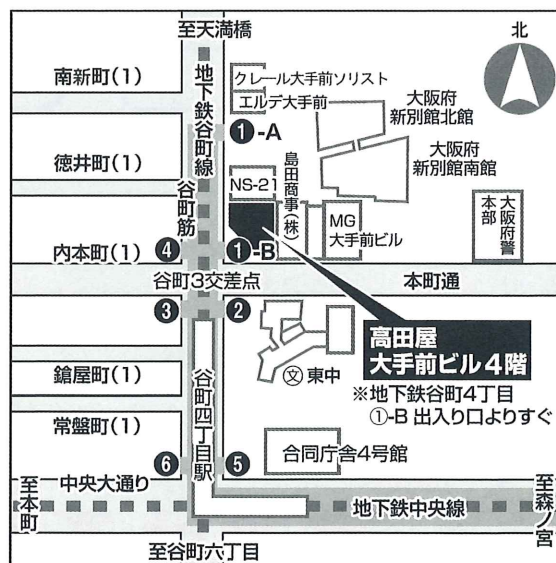 至天満橋
北
南新町(1)
地下鉄谷町線
クレール大手前ソリスト
エルデ大手前
大阪府
新別館北館
❶-A
徳井町(1)
大阪府
新別館南館
谷町筋
NS-21
島田商事(株)
MG
大手前ビル
大阪府警
本部
内本町(1)
❹
❶-B
谷町3交差点
本町通
❸
❷
高田屋
大手前ビル4階
文 東中
※地下鉄谷町4丁目
①-B 出入り口よりすぐ
鎗屋町(1)
谷町四丁目駅
常盤町(1)
合同庁舎4号館
❻
❺
中央大通り
至本町
地下鉄中央線
至森ノ宮
至谷町六丁目